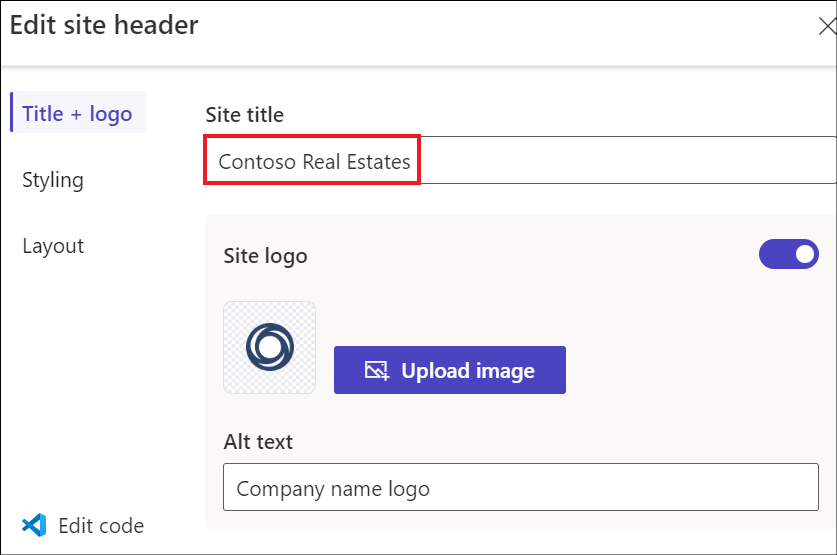 Edit site header
Title + logo
Styling
Layout
Site title
Contoso Real Estates
Site logo
Upload image
Alt text
Company name logo
Edit code